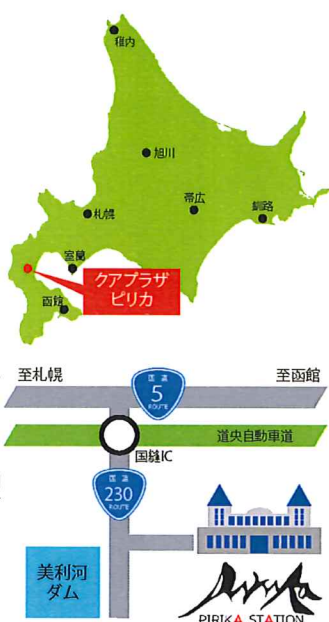 稚内
旭川
帯広
釧路
札幌
室蘭
クアプラザ
ピリカ
函館
至札幌
至函館
国道
5
ROUTE
道央自動車道
国縫IC
国道
230
ROUTE
美利河
ダム
Pirika
PIRIKA STATION